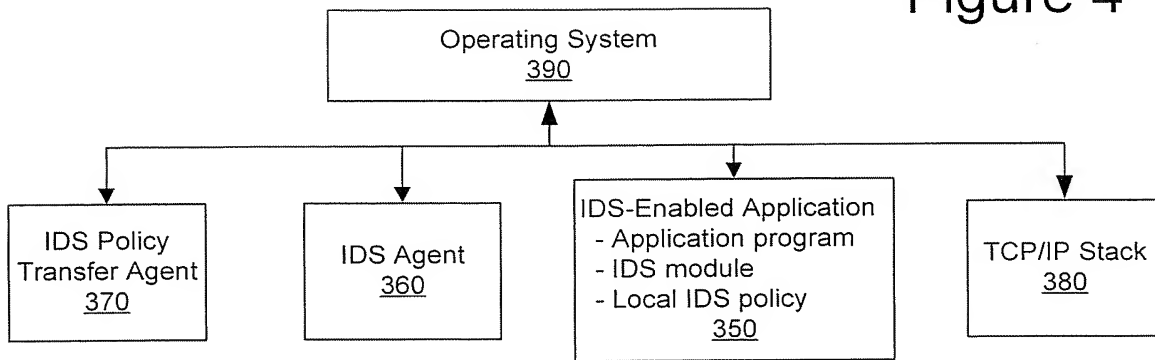 Figure 4
Operating System
390
IDS Policy
Transfer Agent
370
IDS Agent
360
IDS-Enabled Application
- Application program
- IDS module
- Local IDS policy
350
TCP/IP Stack
380